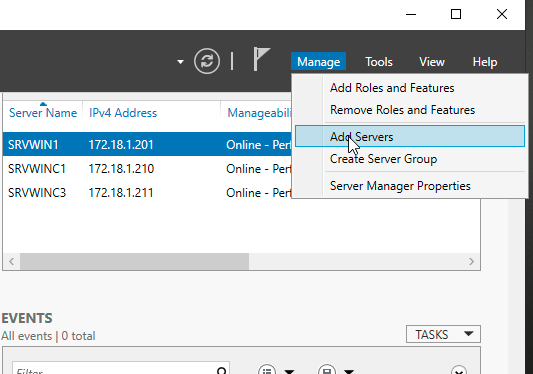 Manage Tools View Help
Add Roles and Features
Remove Roles and Features
Add Servers
Create Server Group
Server Manager Properties
Server Name IPv4 Address Manageabili
SRVWIN1 172.18.1.201 Online - Perf
SRVWINC1 172.18.1.210 Online - Perf
SRVWINC3 172.18.1.211 Online - Perf
EVENTS
All events | 0 total
TASKS
Filter